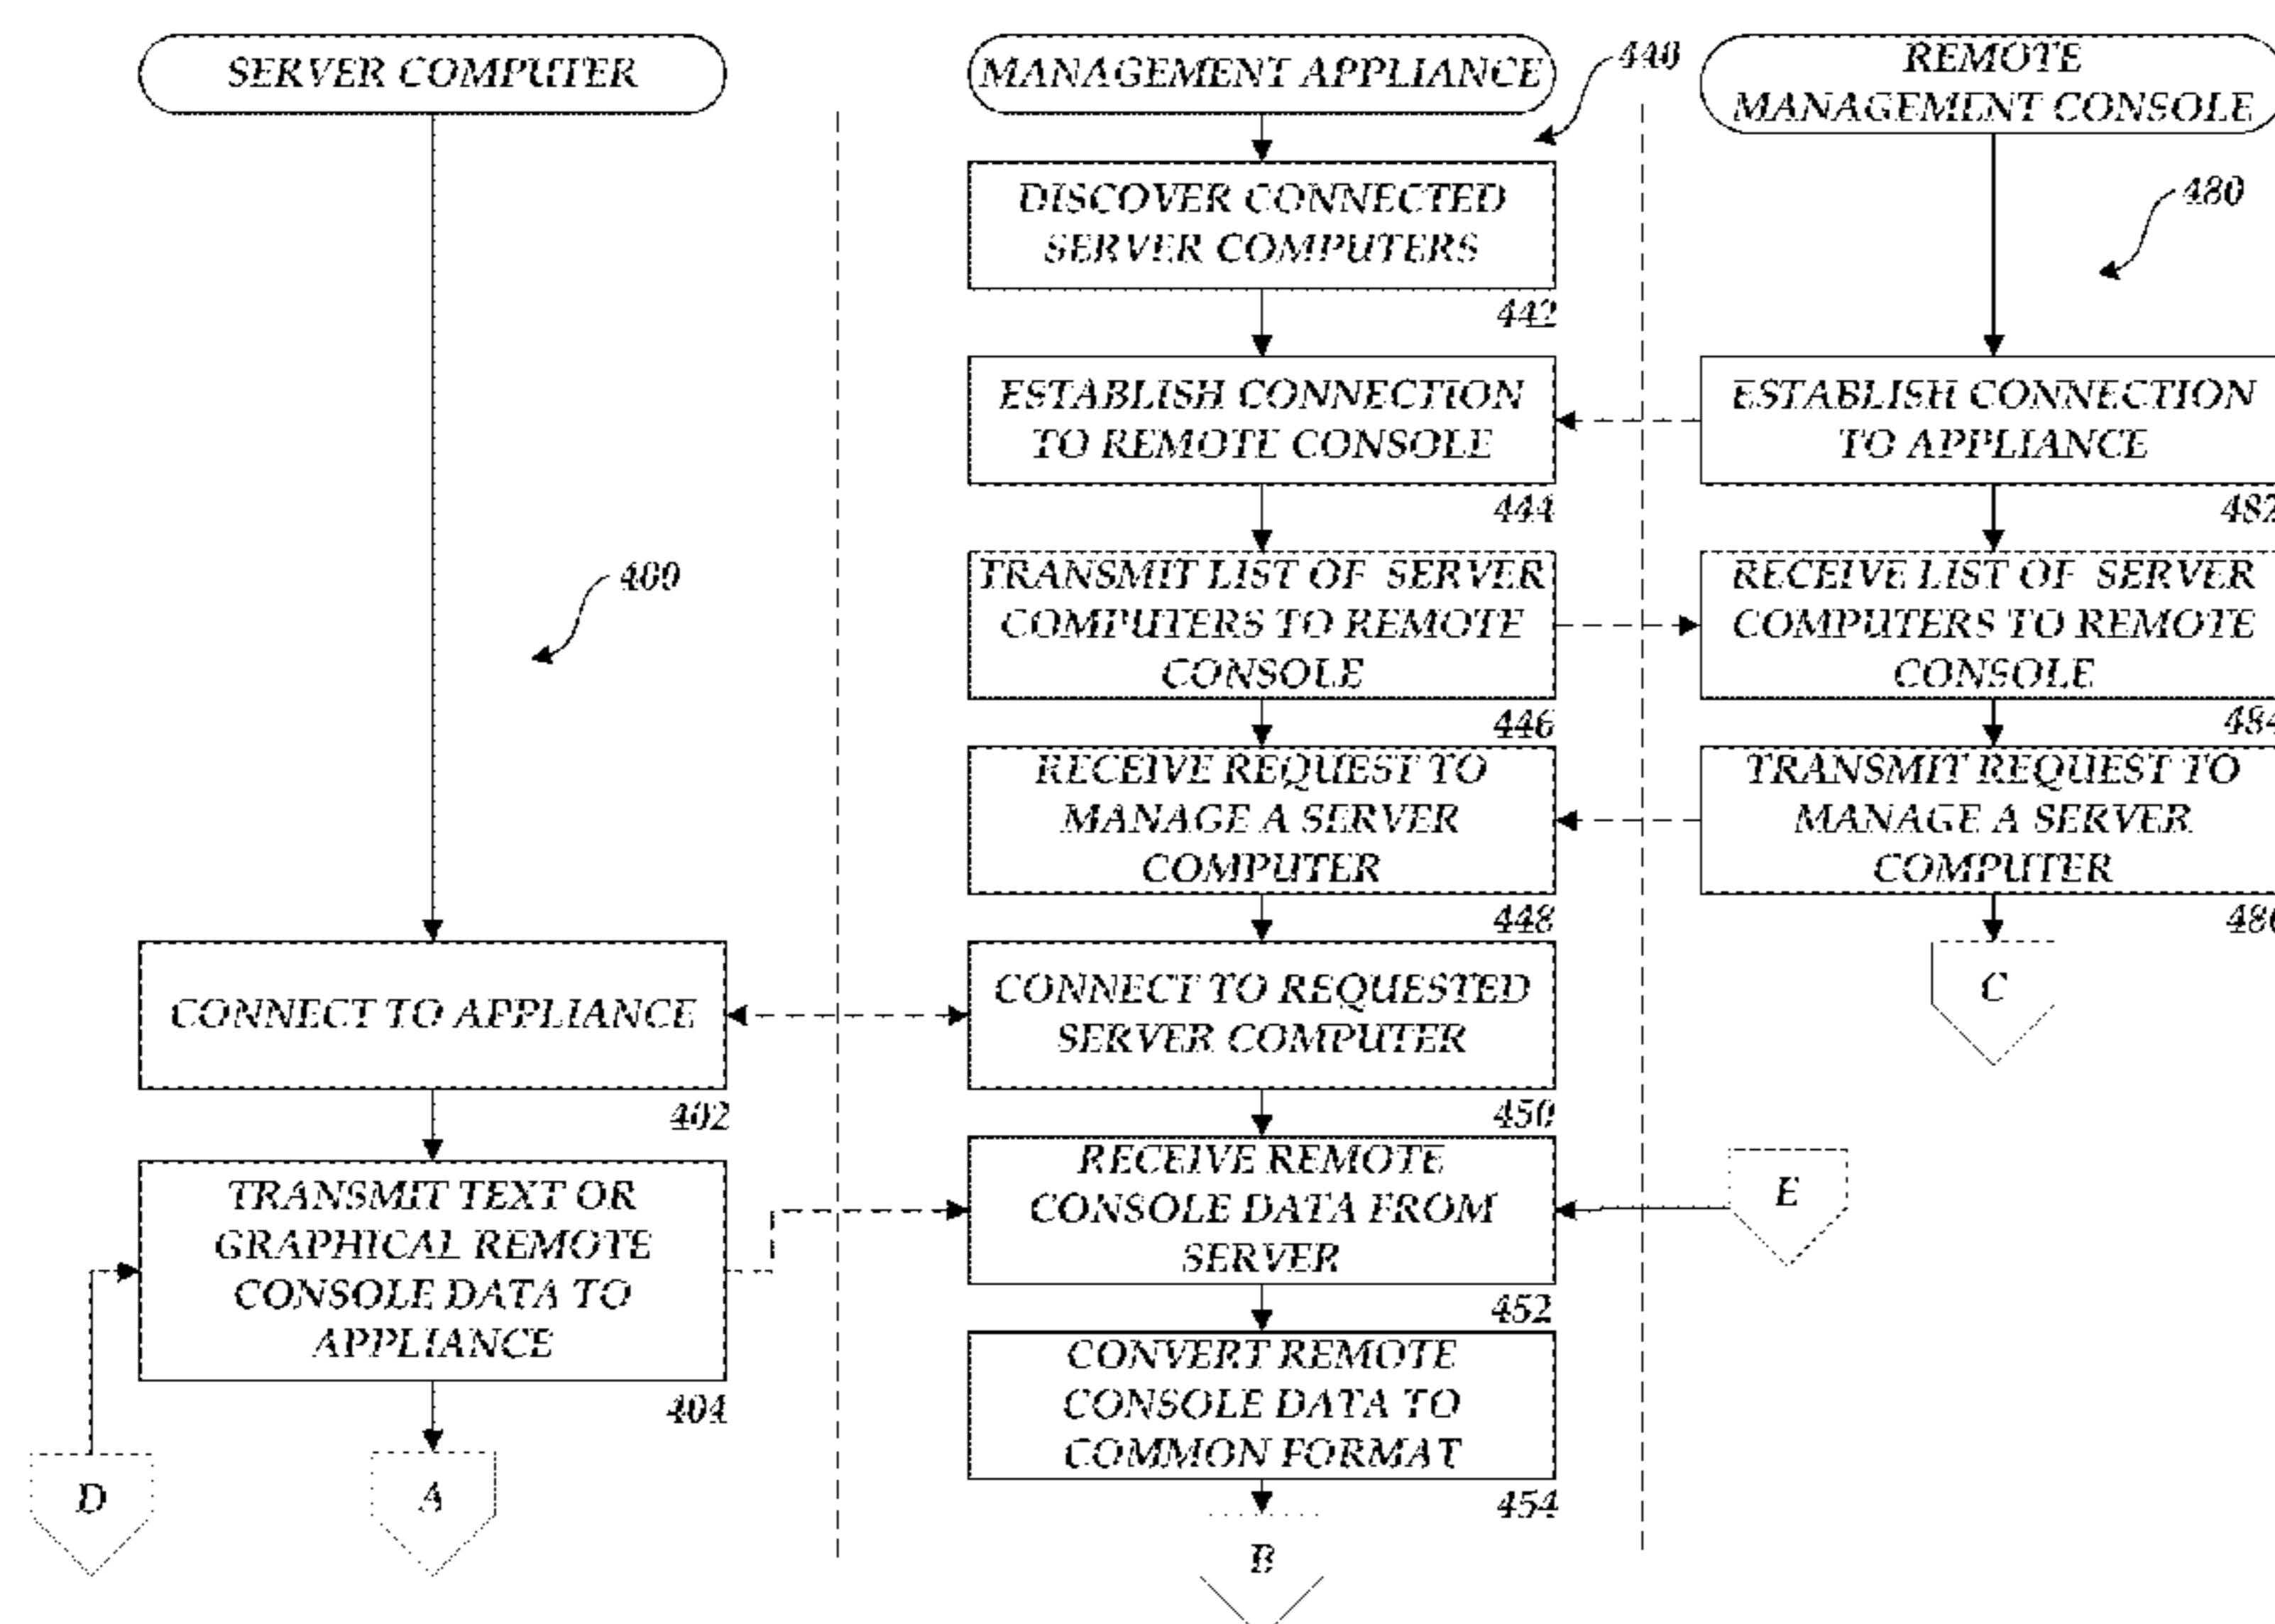 SERVER COMPUTER
400
CONNECT TO APPLIANCE
402
TRANSMIT TEXT OR
GRAPHICAL REMOTE
CONSOLE DATA TO
APPLIANCE
404
D
A
MANAGEMENT APPLIANCE
440
DISCOVER CONNECTED
SERVER COMPUTERS
442
ESTABLISH CONNECTION
TO REMOTE CONSOLE
444
TRANSMIT LIST OF SERVER
COMPUTERS TO REMOTE
CONSOLE
446
RECEIVE REQUEST TO
MANAGE A SERVER
COMPUTER
448
CONNECT TO REQUESTED
SERVER COMPUTER
450
RECEIVE REMOTE
CONSOLE DATA FROM
SERVER
452
CONVERT REMOTE
CONSOLE DATA TO
COMMON FORMAT
454
B
REMOTE
MANAGEMENT CONSOLE
480
ESTABLISH CONNECTION
TO APPLIANCE
482
RECEIVE LIST OF SERVER
COMPUTERS TO REMOTE
CONSOLE
484
TRANSMIT REQUEST TO
MANAGE A SERVER
COMPUTER
486
C
E